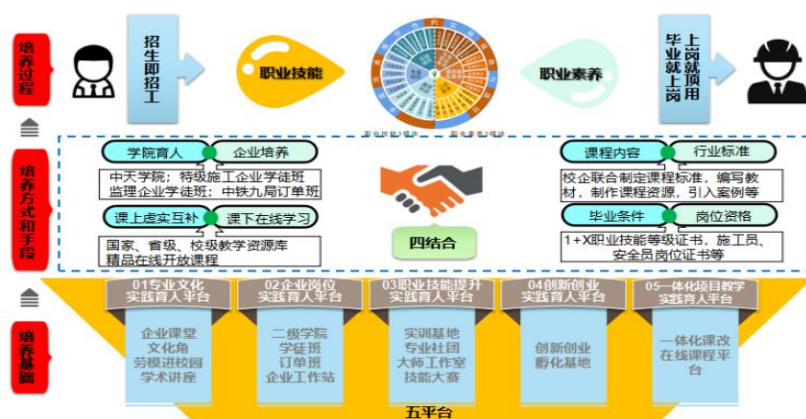 培养过程
招生即招工
职业技能
职业素养
毕业就上岗
上岗就顶用
职业技能3模块
职业素养3模块
培养方式和手段
学院育人
企业培养
中天学院；特级施工企业学徒班
监理企业学徒班；中铁九局订单班
课上虚实互补
课下在线学习
国家、省级、校级教学资源库
精品在线开放课程
四结合
课程内容
行业标准
校企联合制定课程标准，编写教
材，制作课程资源，引入案例等
毕业条件
岗位资格
1+X职业技能等级证书，施工员、
安全员岗位证书等
培养基础
01专业文化
实践育人平台
企业课堂
文化角
劳模进校园
学术讲座
02企业岗位
实践育人平台
二级学院
学徒班
订单班
企业工作站
03职业技能提升
实践育人平台
实训基地
专业社团
大师工作室
技能大赛
04创新创业
实践育人平台
创新创业
孵化基地
05一体化项目教学
实践育人平台
一体化课改
在线课程平
台
五平台